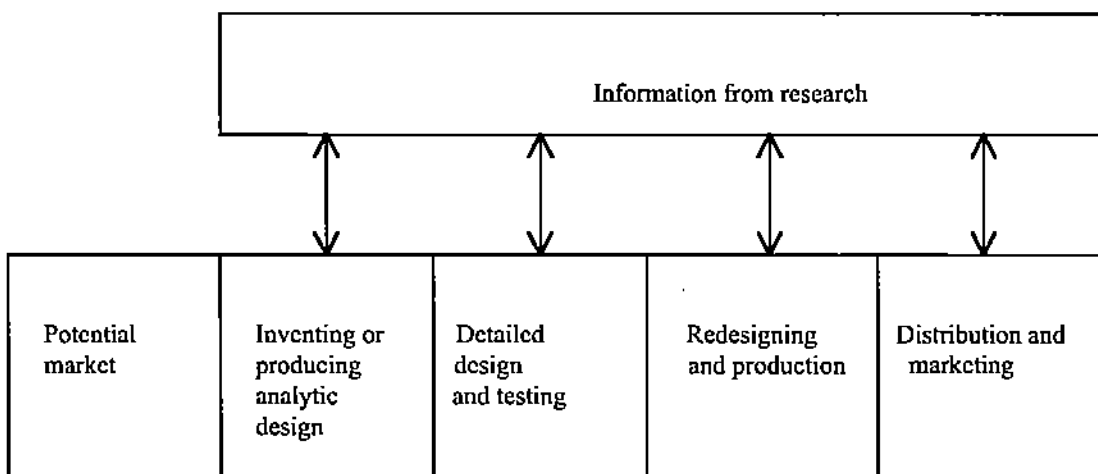 Information from research
Potential
market
Inventing or
producing
analytic
design
Detailed
design
and testing
Redesigning
and production
Distribution and
marketing